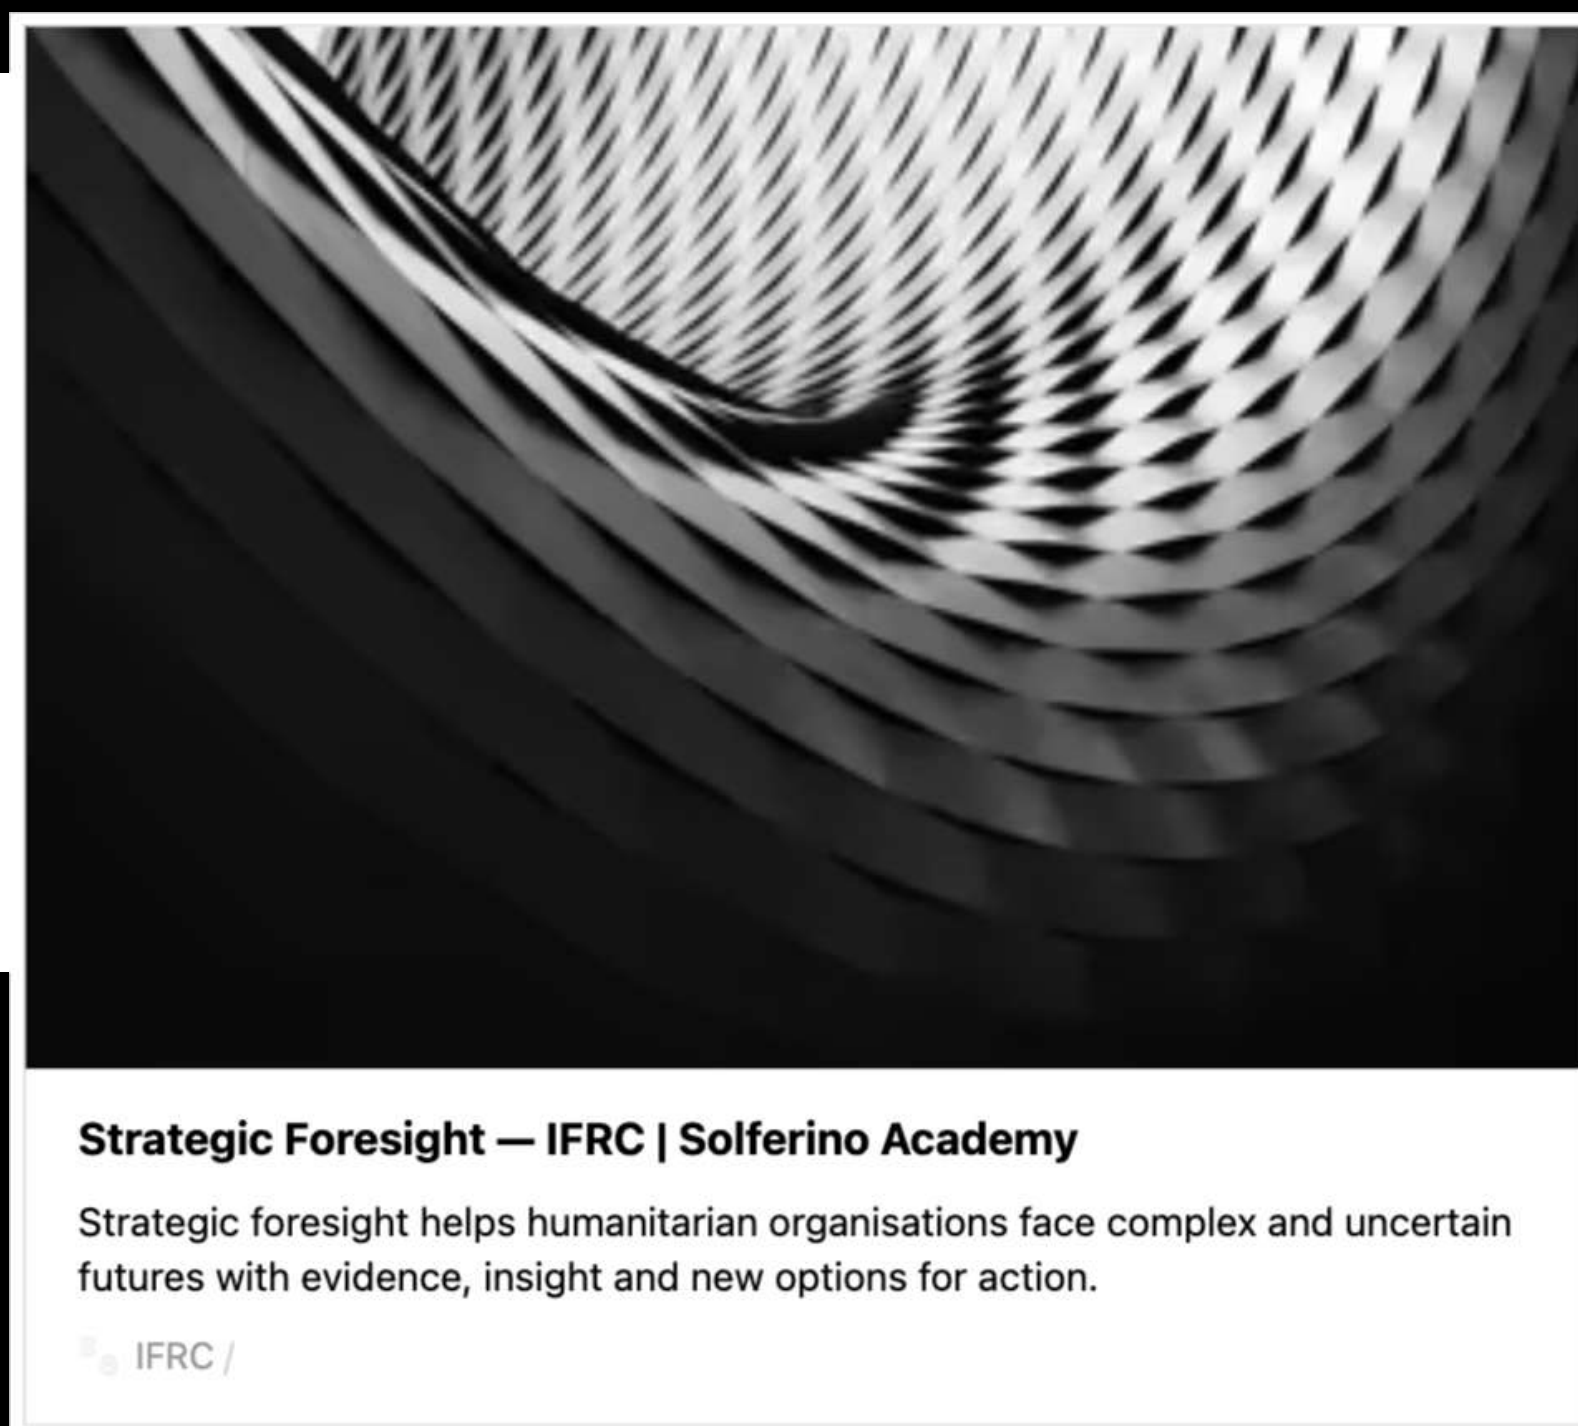 Strategic Foresight — IFRC | Solferino Academy
Strategic foresight helps humanitarian organisations face complex and uncertain
futures with evidence, insight and new options for action.
IFRC /